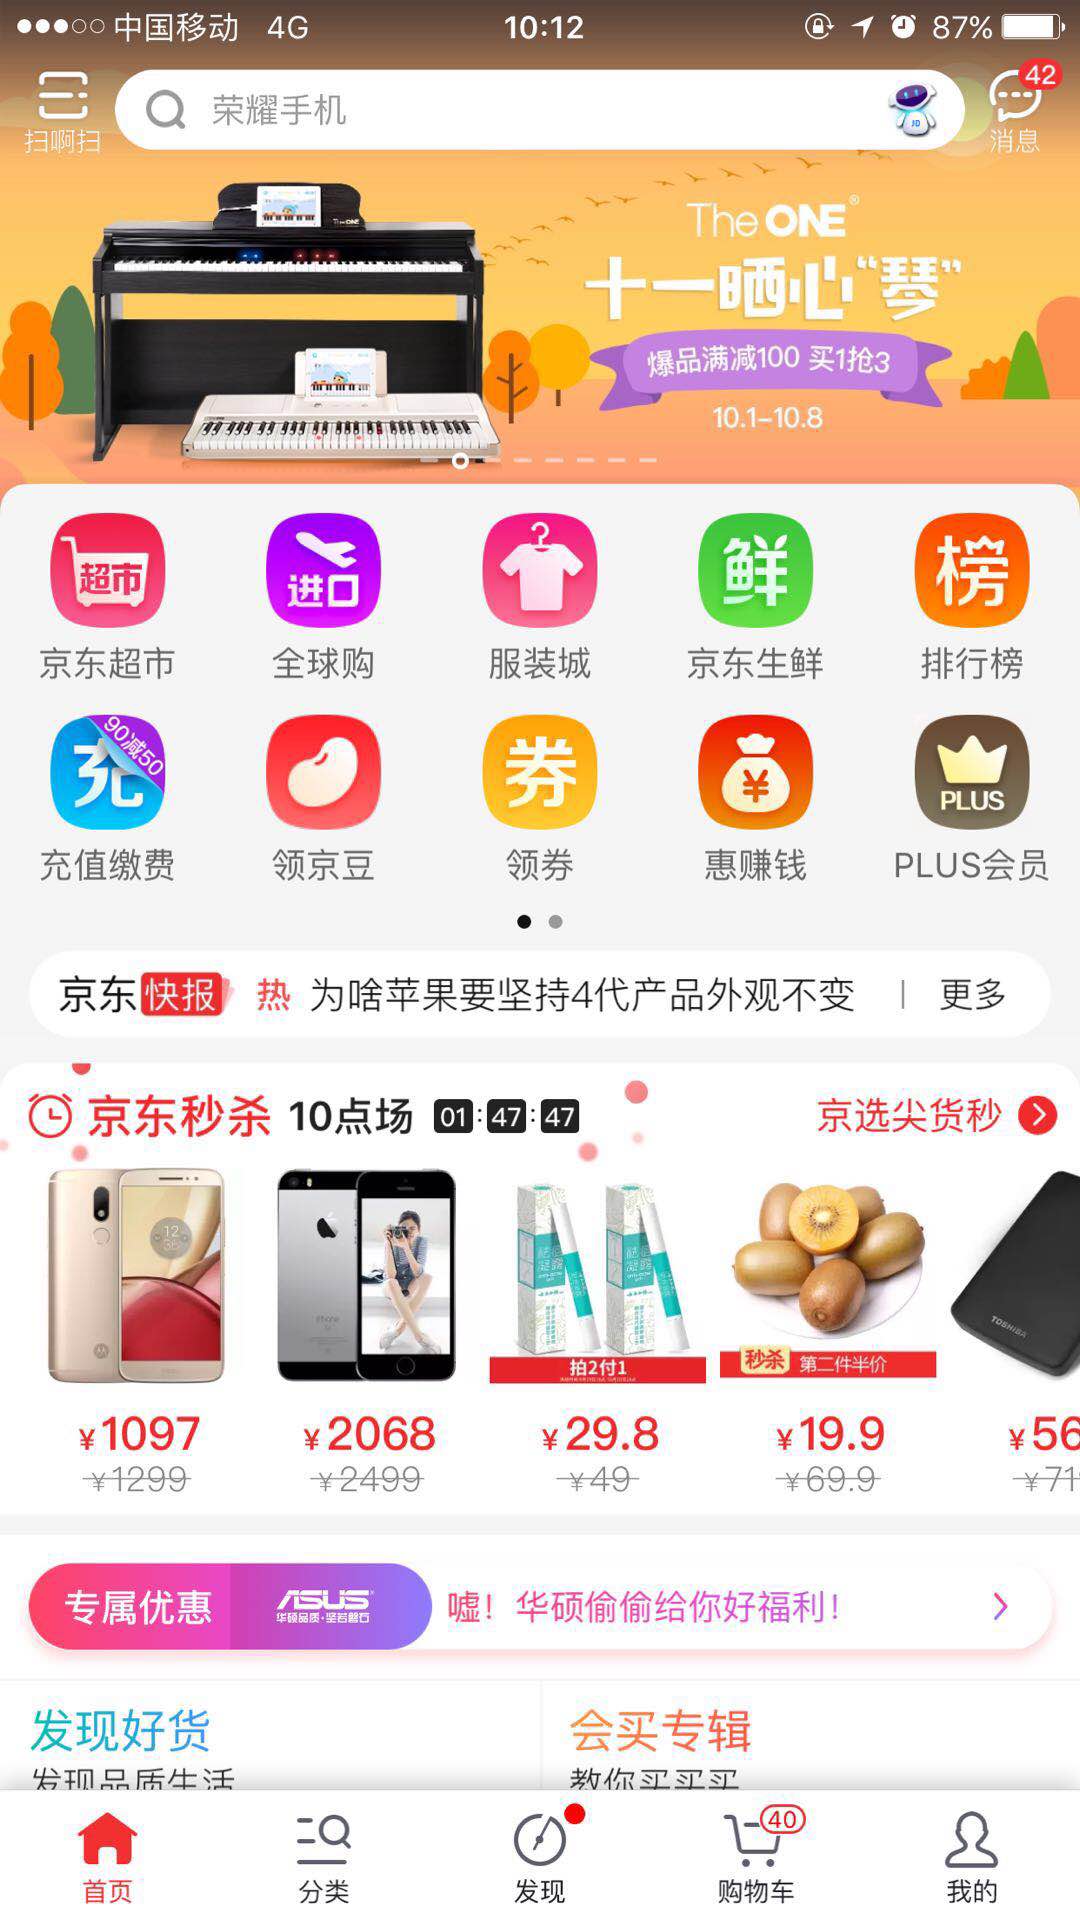 中国移动 4G 10:12 87%
扫啊扫
荣耀手机
JD
42
消息
The ONE
The ONE®
十一晒心“琴”
爆品满减100 买1抢3
10.1-10.8
超市
进口
鲜
榜
京东超市 全球购 服装城 京东生鲜 排行榜
充
90减50
券
¥
PLUS
充值缴费 领京豆 领券 惠赚钱 PLUS会员
京东快报 热 为啥苹果要坚持4代产品外观不变 | 更多
京东秒杀 10点场 01:47:47 京选尖货秒
12
36
iPhone
TOSHIBA
拍2付1
秒杀 第二件半价
¥1097 ¥2068 ¥29.8 ¥19.9 ¥56
¥1299 ¥2499 ¥49 ¥69.9 ¥71
专属优惠
ASUS
华硕品质·坚若磐石
嘘！华硕偷偷给你好福利！
发现好货 会买专辑
发现品质生活 教你买买买
40
首页 分类 发现 购物车 我的